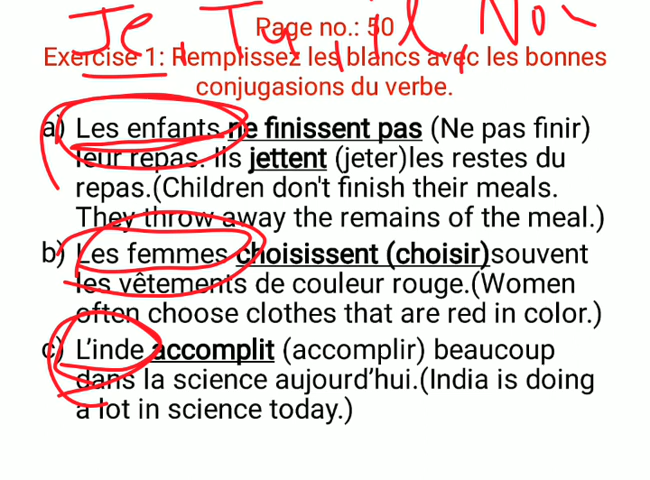 Je, Tu, il, No
Page no.: 50
Exercise 1: Remplissez les blancs avec les bonnes
conjugasions du verbe.
a) Les enfants ne finissent pas (Ne pas finir)
leur repas. Ils jettent (jeter)les restes du
repas.(Children don't finish their meals.
They throw away the remains of the meal.)
b) Les femmes choisissent (choisir)souvent
les vêtements de couleur rouge.(Women
often choose clothes that are red in color.)
c) L'inde accomplit (accomplir) beaucoup
dans la science aujourd'hui.(India is doing
a lot in science today.)